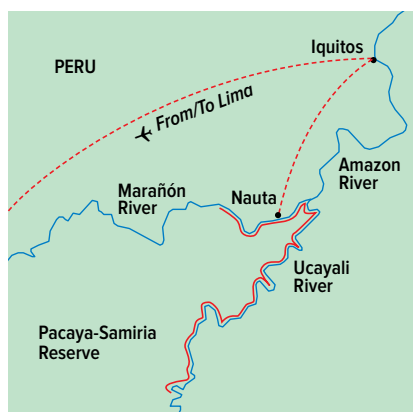 Iquitos
PERU
From/To Lima
Amazon
River
Marañón
River
Nauta
Ucayali
River
Pacaya-Samiria
Reserve